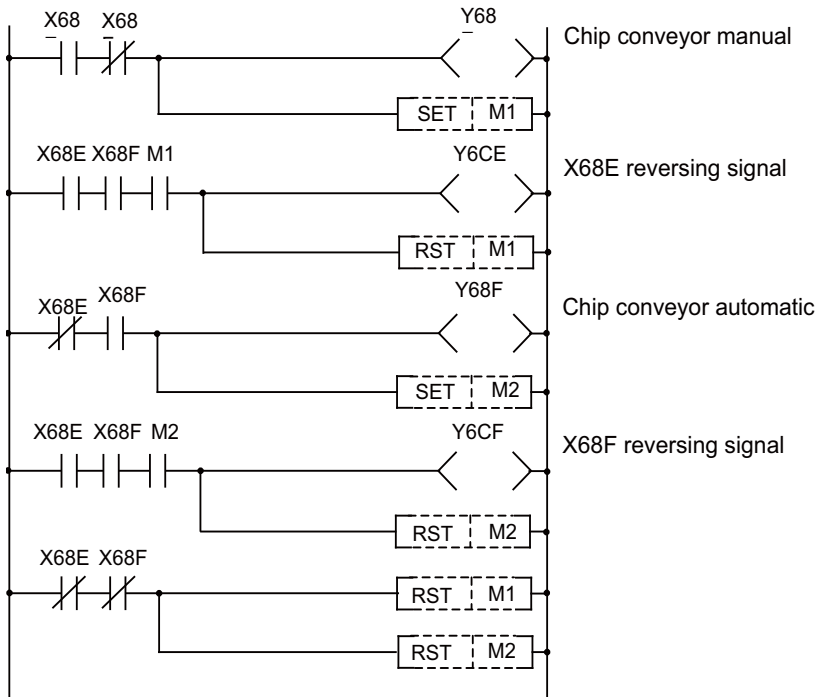 X68 X68 Y68 Chip conveyor manual
SET M1
X68E X68F M1 Y6CE X68E reversing signal
RST M1
X68E X68F Y68F Chip conveyor automatic
SET M2
X68E X68F M2 Y6CF X68F reversing signal
RST M2
X68E X68F RST M1
RST M2